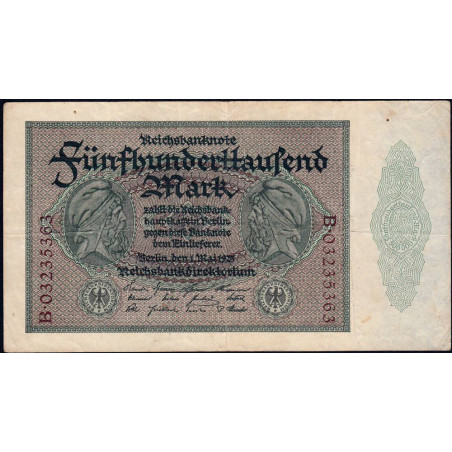 Reichsbanknote
Fünfhunderttausend
Mark
zahlt die Reichsbank-
hauptkasse in Berlin
gegen diese Banknote
dem Einlieferer.
Berlin, den 1. Mai 1923
Reichsbankdirektorium
B·03235363
B·03235363